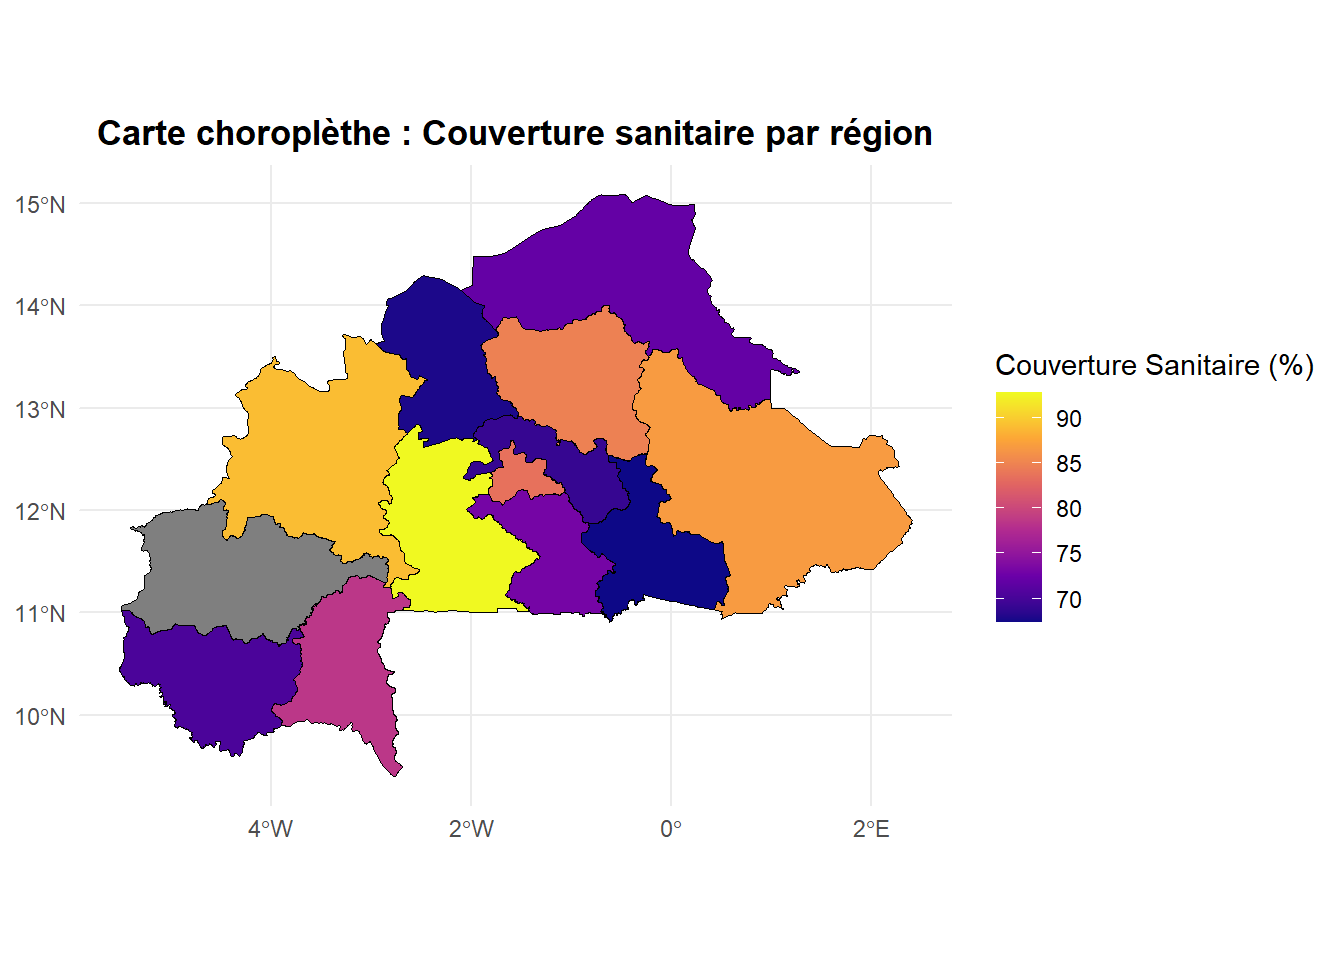 Carte choroplèthe : Couverture sanitaire par région
15°N
14°N
13°N
12°N
11°N
10°N
4°W
2°W
0°
2°E
Couverture Sanitaire (%)
90
85
80
75
70